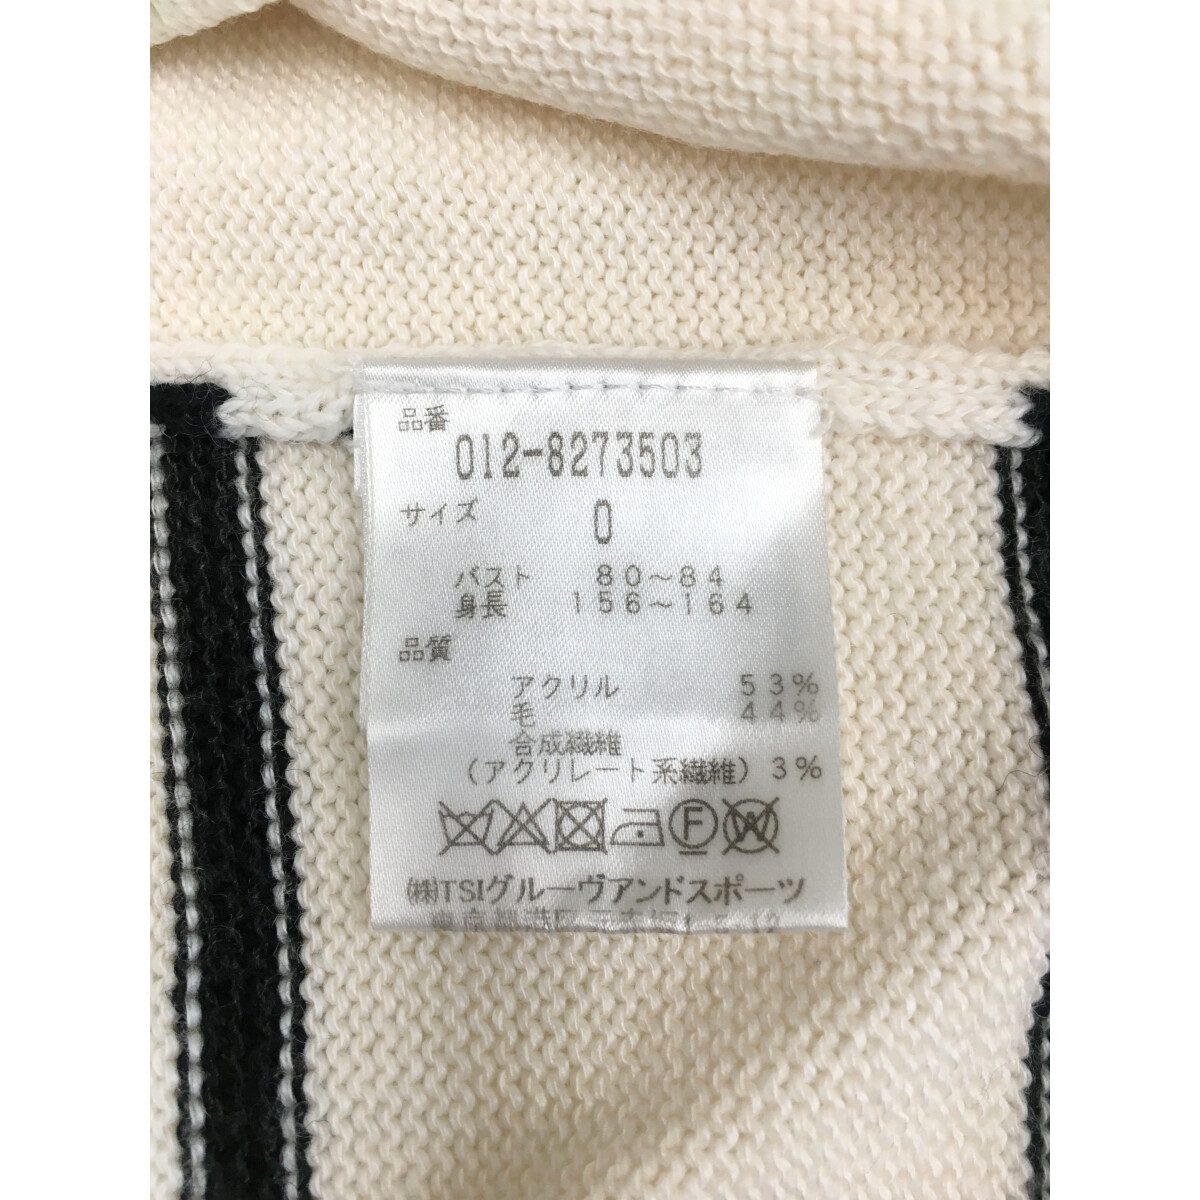 品番
012-8273503
サイズ 0
バスト 80~84
身長 156~164
品質
アクリル 53%
毛 44%
合成繊維
(アクリレート系繊維) 3%
F W
㈱TSIグルーヴアンドスポーツ